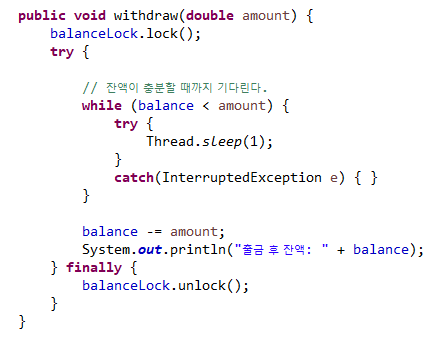 public void withdraw(double amount) {
    balanceLock.lock();
    try {

        // 잔액이 충분할 때까지 기다린다.
        while (balance < amount) {
            try {
                Thread.sleep(1);
            }
            catch(InterruptedException e) { }
        }

        balance -= amount;
        System.out.println("출금 후 잔액: " + balance);
    } finally {
        balanceLock.unlock();
    }
}